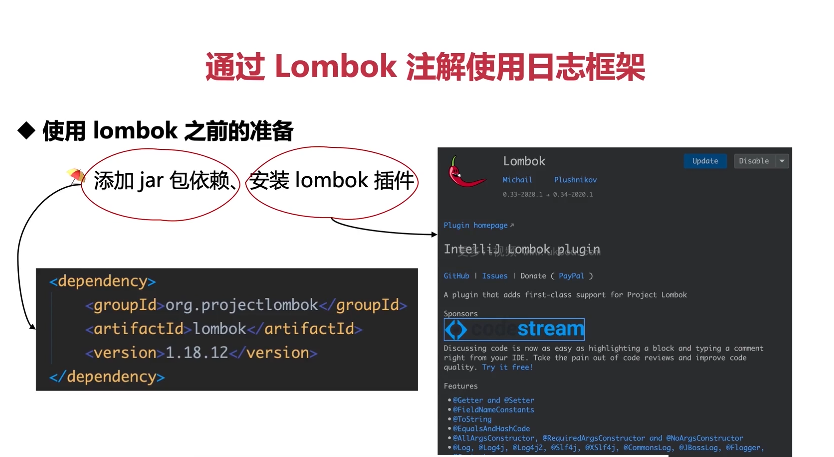 通过 Lombok 注解使用日志框架
◆ 使用 lombok 之前的准备
添加 jar 包依赖、安装 lombok 插件
<dependency>
<groupId>org.projectlombok</groupId>
<artifactId>lombok</artifactId>
<version>1.18.12</version>
</dependency>
Lombok
Update
Disable
Michail Plushnikov
0.33-2020.1 → 0.34-2020.1
Plugin homepage ↗
IntelliJ Lombok plugin
GitHub | Issues | Donate ( PayPal )
A plugin that adds first-class support for Project Lombok
Sponsors
codestream
Discussing code is now as easy as highlighting a block and typing a comment
right from your IDE. Take the pain out of code reviews and improve code
quality. Try it free!
Features
• @Getter and @Setter
• @FieldNameConstants
• @ToString
• @EqualsAndHashCode
• @AllArgsConstructor, @RequiredArgsConstructor and @NoArgsConstructor
• @Log, @Log4j, @Log4j2, @Slf4j, @XSlf4j, @CommonsLog, @JBossLog, @Flogger,